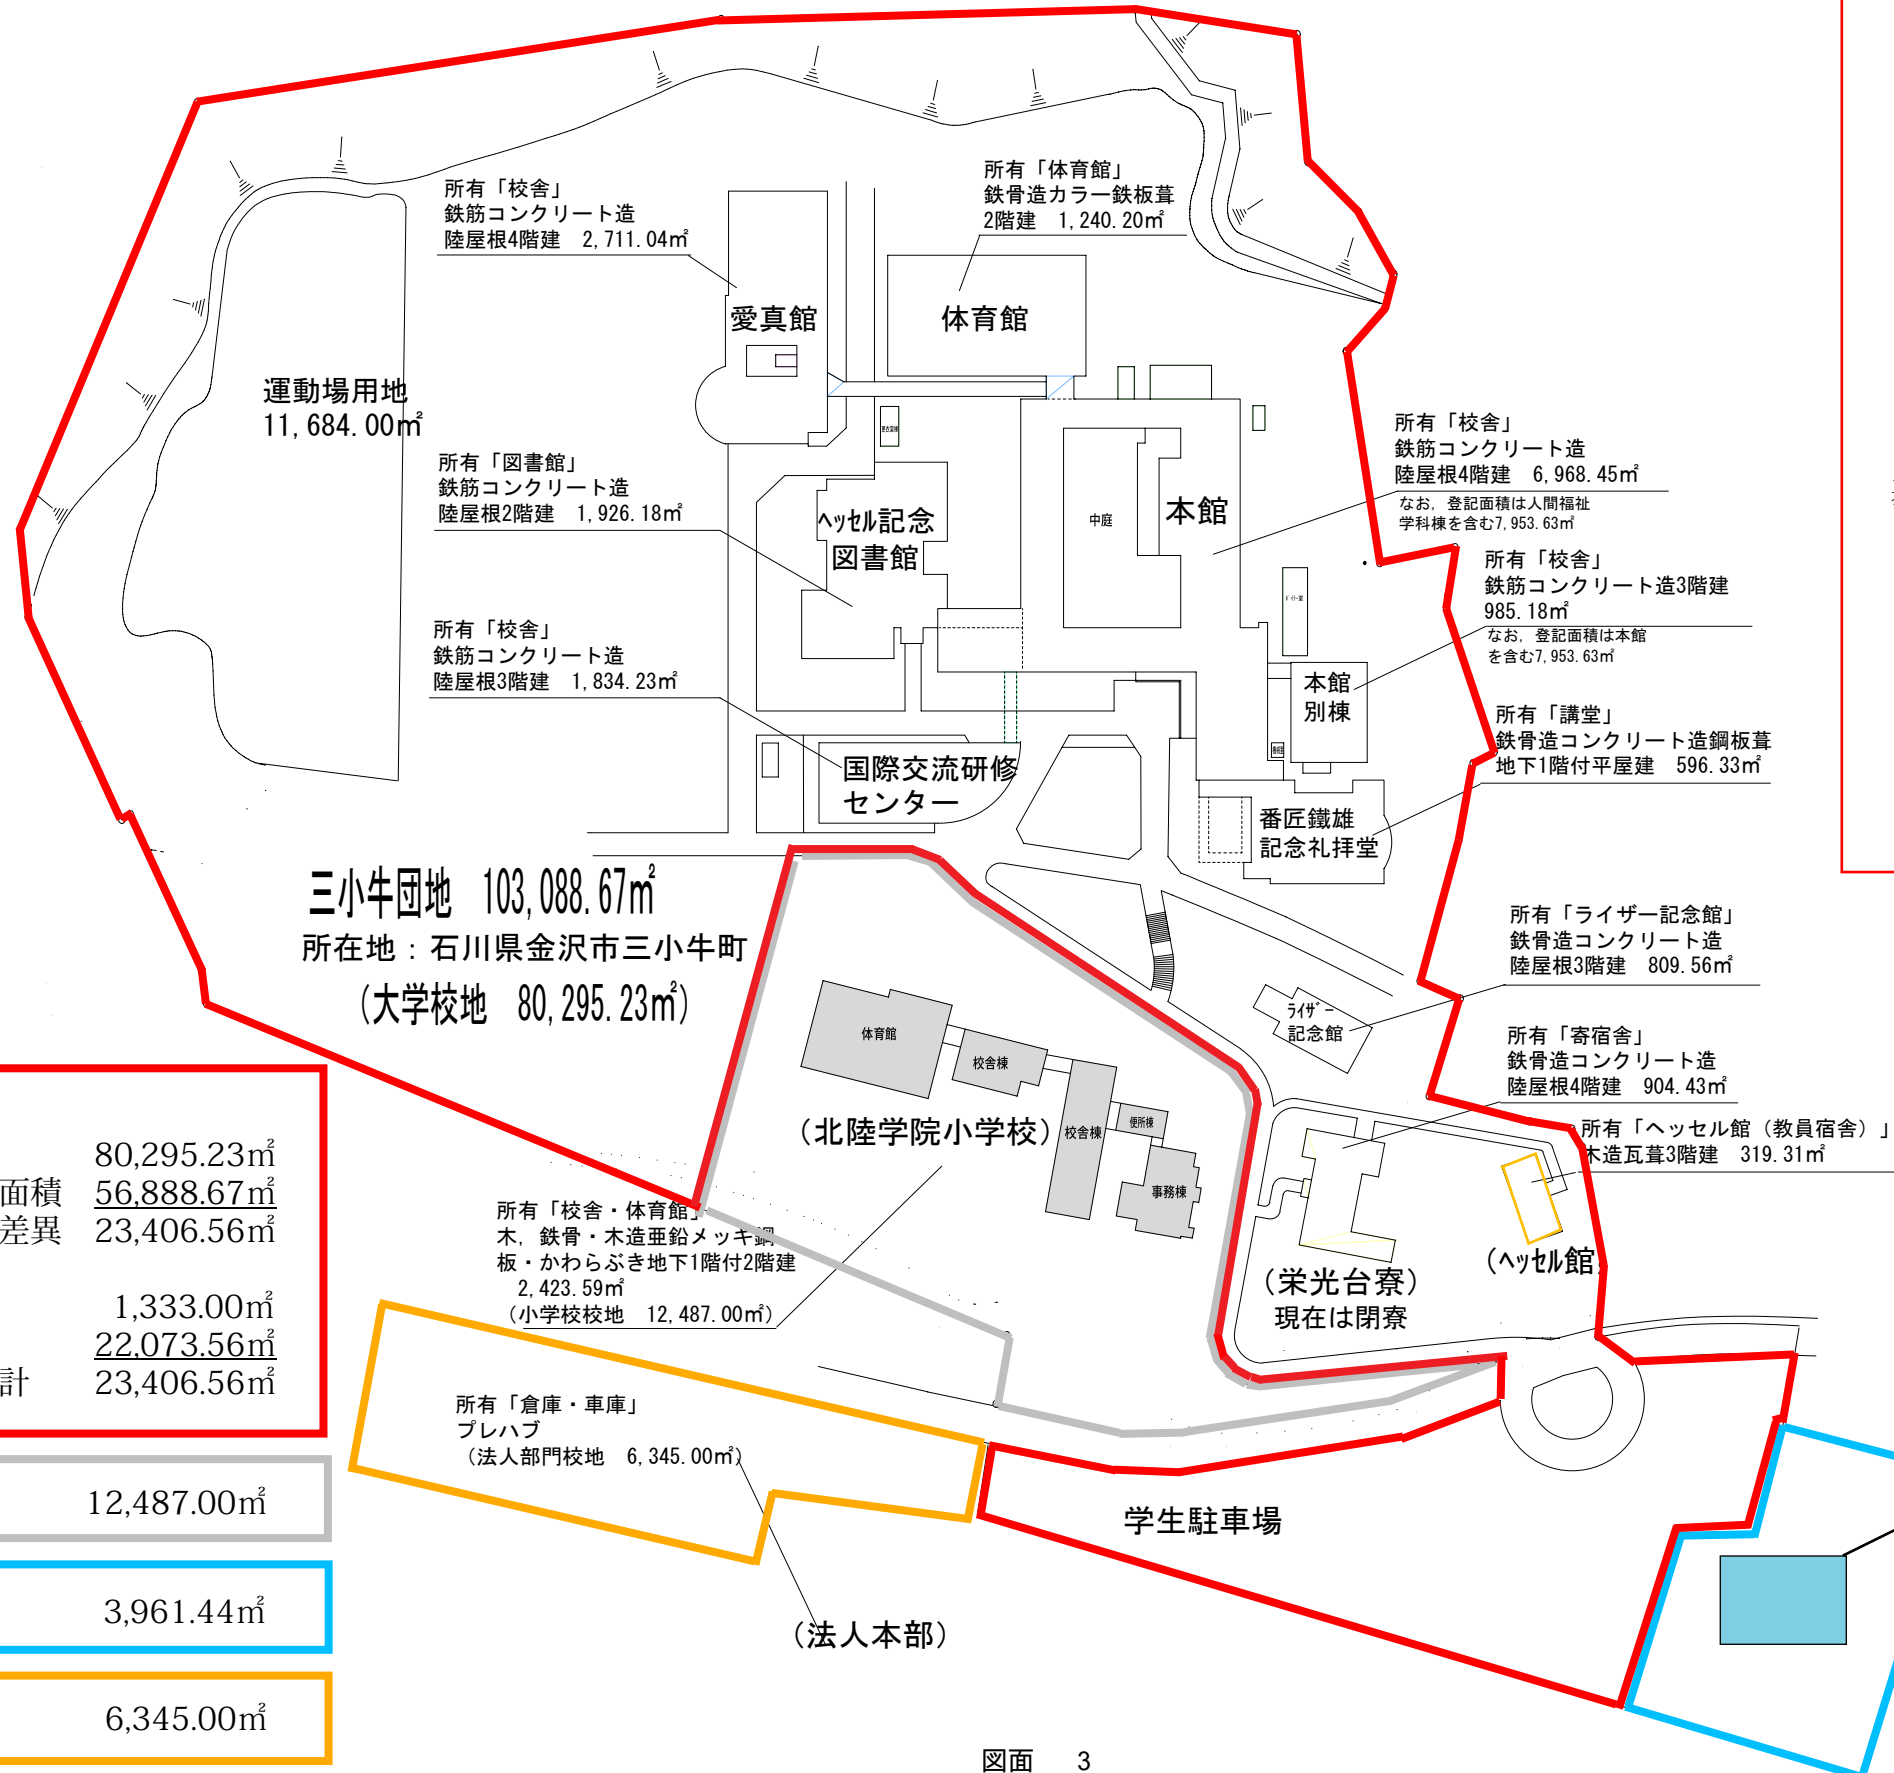 所有「校舎」
鉄筋コンクリート造
陸屋根4階建　2,711.04㎡
所有「体育館」
鉄骨造カラー鉄板葺
2階建　1,240.20㎡
愛真館
体育館
運動場用地
11,684.00㎡
所有「校舎」
鉄筋コンクリート造
陸屋根4階建　6,968.45㎡
なお，登記面積は人間福祉
学科棟を含む7,953.63㎡
所有「図書館」
鉄筋コンクリート造
陸屋根2階建　1,926.18㎡
ヘッセル記念
図書館
中庭
本館
所有「校舎」
鉄筋コンクリート造3階建
985.18㎡
なお，登記面積は本館
を含む7,953.63㎡
所有「校舎」
鉄筋コンクリート造
陸屋根3階建　1,834.23㎡
本館
別棟
所有「講堂」
鉄骨造コンクリート造鋼板葺
地下1階付平屋建　596.33㎡
国際交流研修
センター
番匠鐵雄
記念礼拝堂
三小牛団地　103,088.67㎡
所在地：石川県金沢市三小牛町
（大学校地　80,295.23㎡）
所有「ライザー記念館」
鉄骨造コンクリート造
陸屋根3階建　809.56㎡
ライザー
記念館
体育館
校舎棟
校舎棟
便所棟
事務棟
（北陸学院小学校）
所有「寄宿舎」
鉄骨造コンクリート造
陸屋根4階建　904.43㎡
所有「ヘッセル館（教員宿舎）」
木造瓦葺3階建　319.31㎡
80,295.23㎡
面積　56,888.67㎡
差異　23,406.56㎡
1,333.00㎡
22,073.56㎡
計　23,406.56㎡
所有「校舎・体育館」
木，鉄骨・木造亜鉛メッキ鋼
板・かわらぶき地下1階付2階建
2,423.59㎡
（小学校校地　12,487.00㎡）
（栄光台寮）
現在は閉寮
（ヘッセル館）
所有「倉庫・車庫」
プレハブ
（法人部門校地　6,345.00㎡）
12,487.00㎡
3,961.44㎡
6,345.00㎡
学生駐車場
（法人本部）
図面　3